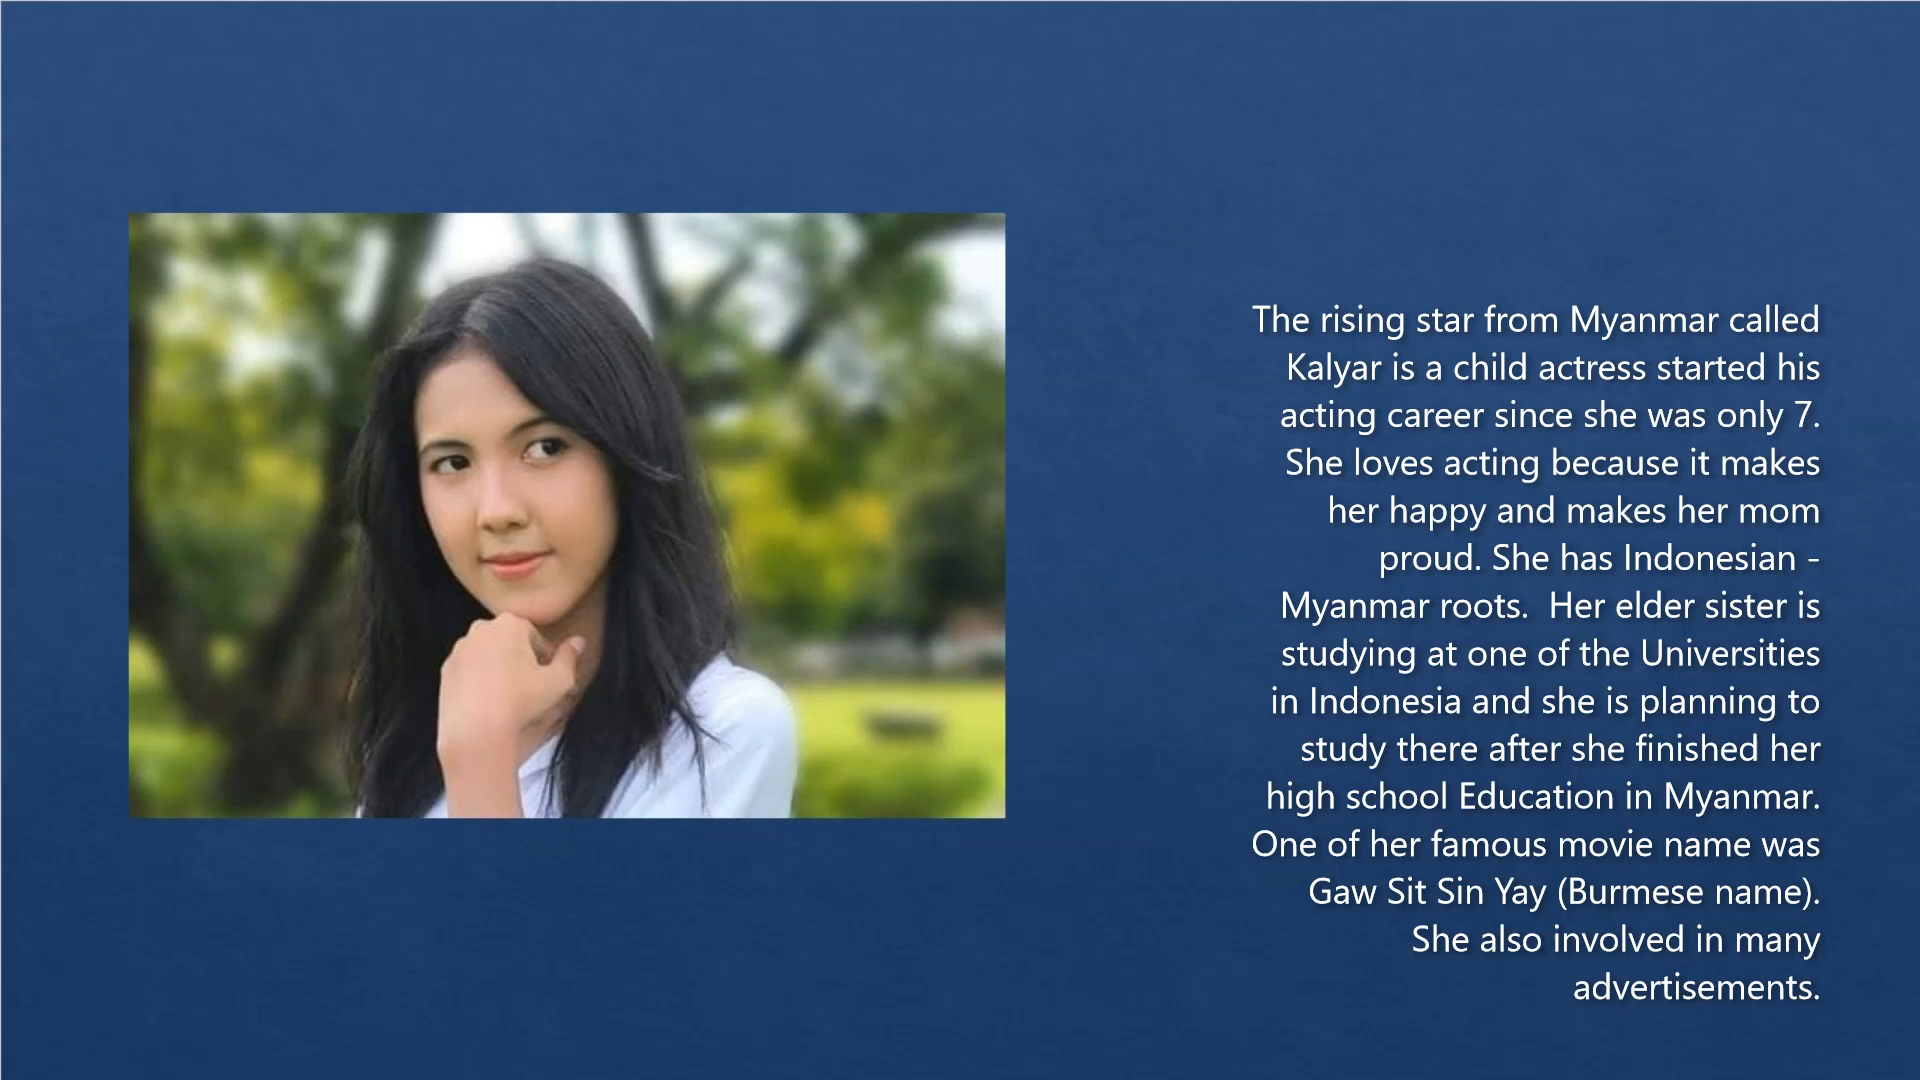 The rising star from Myanmar called
Kalyar is a child actress started his
acting career since she was only 7.
She loves acting because it makes
her happy and makes her mom
proud. She has Indonesian -
Myanmar roots.  Her elder sister is
studying at one of the Universities
in Indonesia and she is planning to
study there after she finished her
high school Education in Myanmar.
One of her famous movie name was
Gaw Sit Sin Yay (Burmese name).
She also involved in many
advertisements.